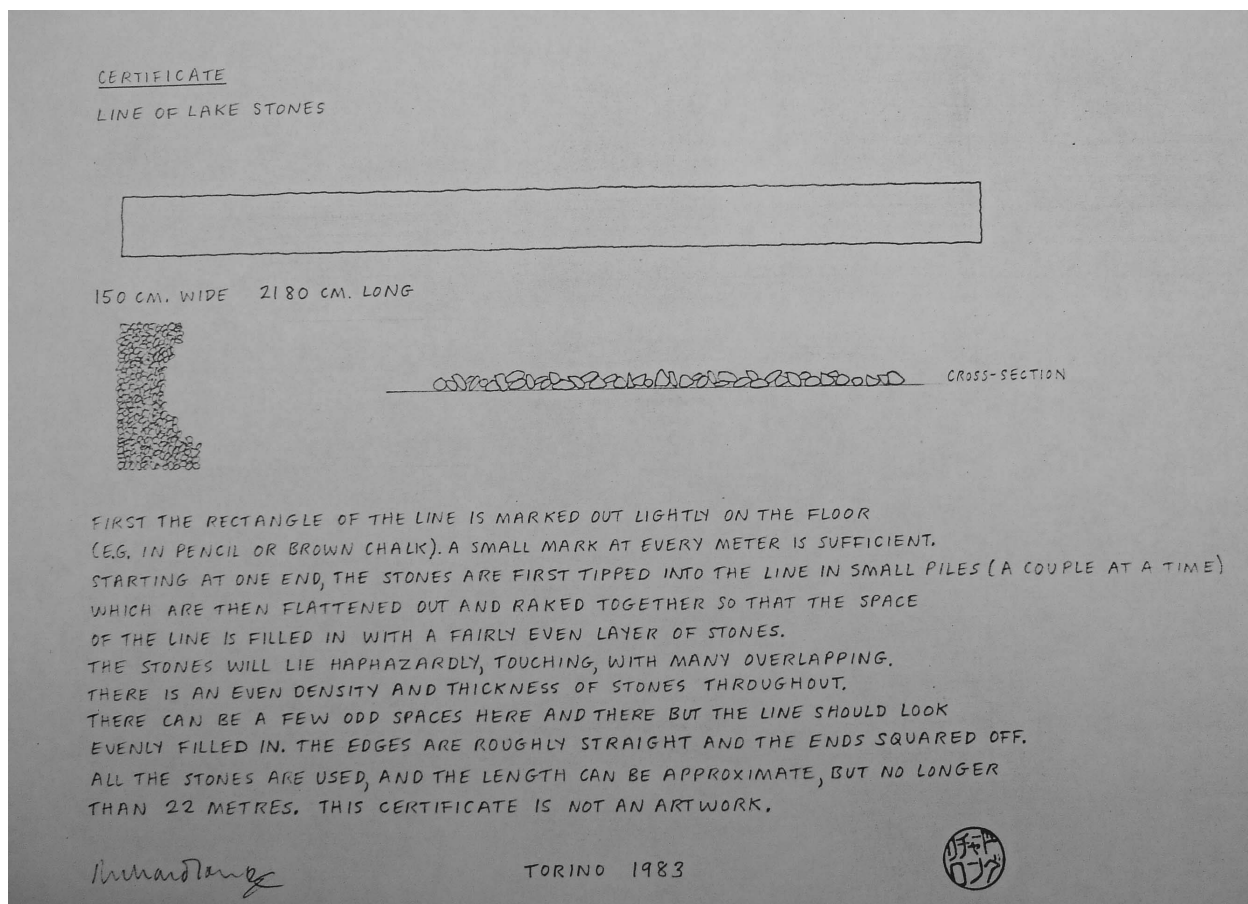 CERTIFICATE
LINE OF LAKE STONES
150 CM. WIDE 2180 CM. LONG
CROSS-SECTION
FIRST THE RECTANGLE OF THE LINE IS MARKED OUT LIGHTLY ON THE FLOOR
(E.G. IN PENCIL OR BROWN CHALK). A SMALL MARK AT EVERY METER IS SUFFICIENT.
STARTING AT ONE END, THE STONES ARE FIRST TIPPED INTO THE LINE IN SMALL PILES (A COUPLE AT A TIME)
WHICH ARE THEN FLATTENED OUT AND RAKED TOGETHER SO THAT THE SPACE
OF THE LINE IS FILLED IN WITH A FAIRLY EVEN LAYER OF STONES.
THE STONES WILL LIE HAPHAZARDLY, TOUCHING, WITH MANY OVERLAPPING.
THERE IS AN EVEN DENSITY AND THICKNESS OF STONES THROUGHOUT.
THERE CAN BE A FEW ODD SPACES HERE AND THERE BUT THE LINE SHOULD LOOK
EVENLY FILLED IN. THE EDGES ARE ROUGHLY STRAIGHT AND THE ENDS SQUARED OFF.
ALL THE STONES ARE USED, AND THE LENGTH CAN BE APPROXIMATE, BUT NO LONGER
THAN 22 METRES. THIS CERTIFICATE IS NOT AN ARTWORK.
Richard Long
TORINO 1983
リチャード
ロング